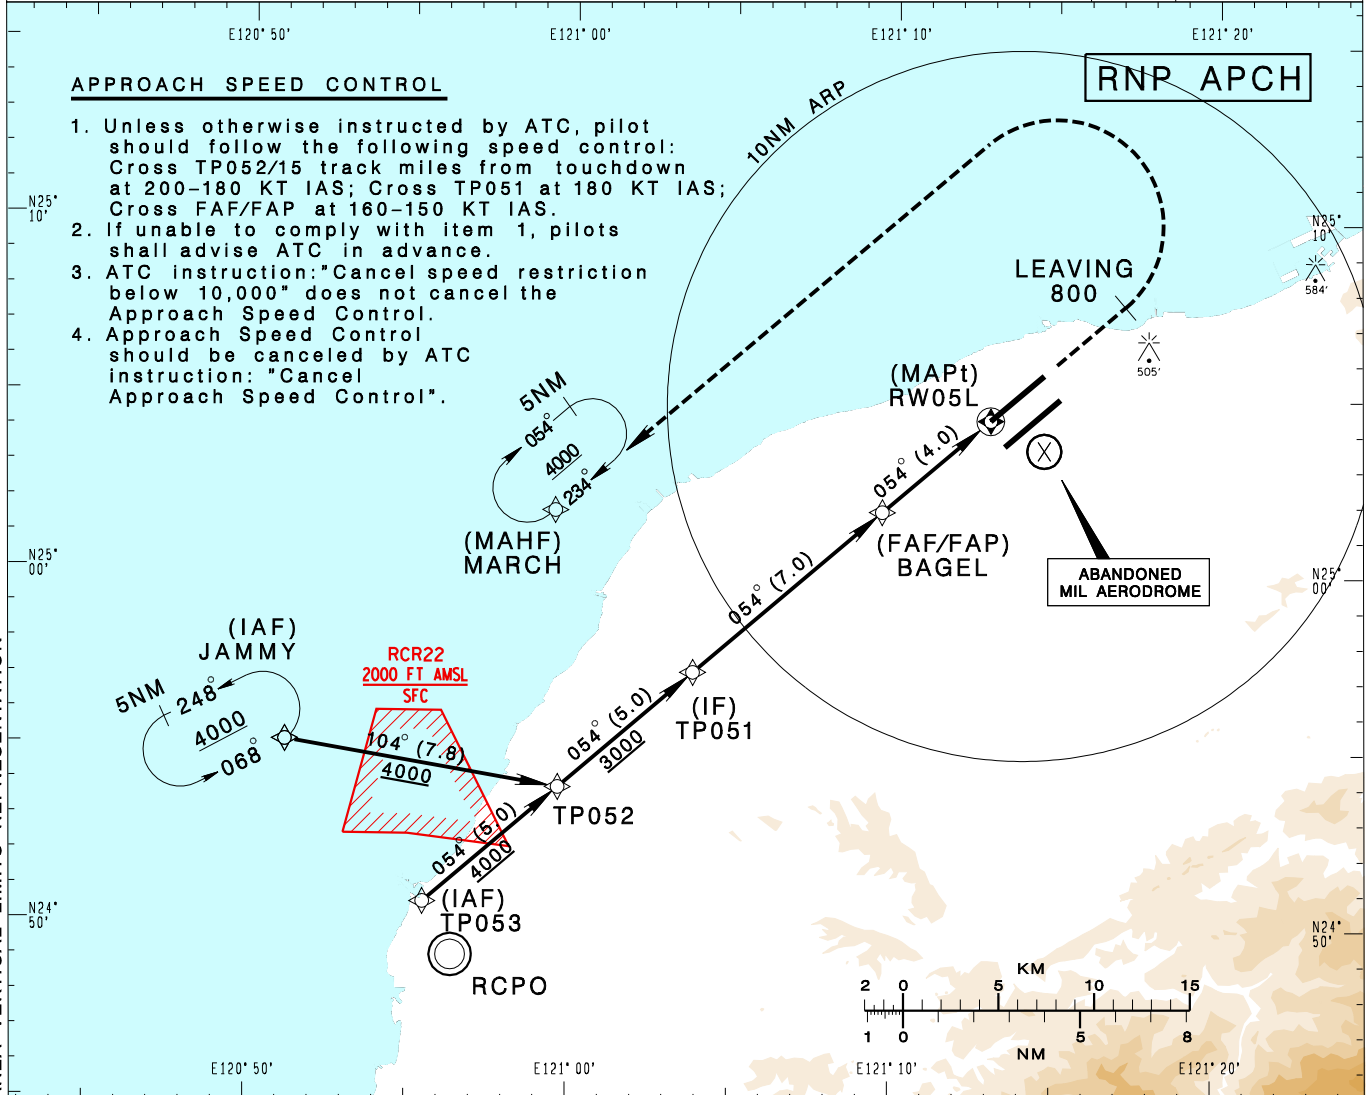 E120°50'
E121°00'
E121°10'
E121°20'
RNP APCH
APPROACH SPEED CONTROL
1. Unless otherwise instructed by ATC, pilot
should follow the following speed control:
Cross TP052/15 track miles from touchdown
at 200-180 KT IAS; Cross TP051 at 180 KT IAS;
Cross FAF/FAP at 160-150 KT IAS.
2. If unable to comply with item 1, pilots
shall advise ATC in advance.
3. ATC instruction:"Cancel speed restriction
below 10,000" does not cancel the
Approach Speed Control.
4. Approach Speed Control
should be canceled by ATC
instruction: "Cancel
Approach Speed Control".
10NM ARP
N25°
10'
N25°
10'
584'
LEAVING
800
505'
(MAPt)
RW05L
5NM
054°
4000
234°
(MAHF)
MARCH
054° (4.0)
(FAF/FAP)
BAGEL
ABANDONED
MIL AERODROME
N25°
00'
N25°
00'
054° (7.0)
(IAF)
JAMMY
5NM
248°
4000
068°
RCR22
2000 FT AMSL
SFC
104° (7.8)
4000
054° (5.0)
3000
(IF)
TP051
TP052
054° (5.0)
4000
(IAF)
TP053
RCPO
N24°
50'
N24°
50'
KM
2 0 5 10 15
1 0 5 8
NM
E120°50'
E121°00'
E121°10'
E121°20'